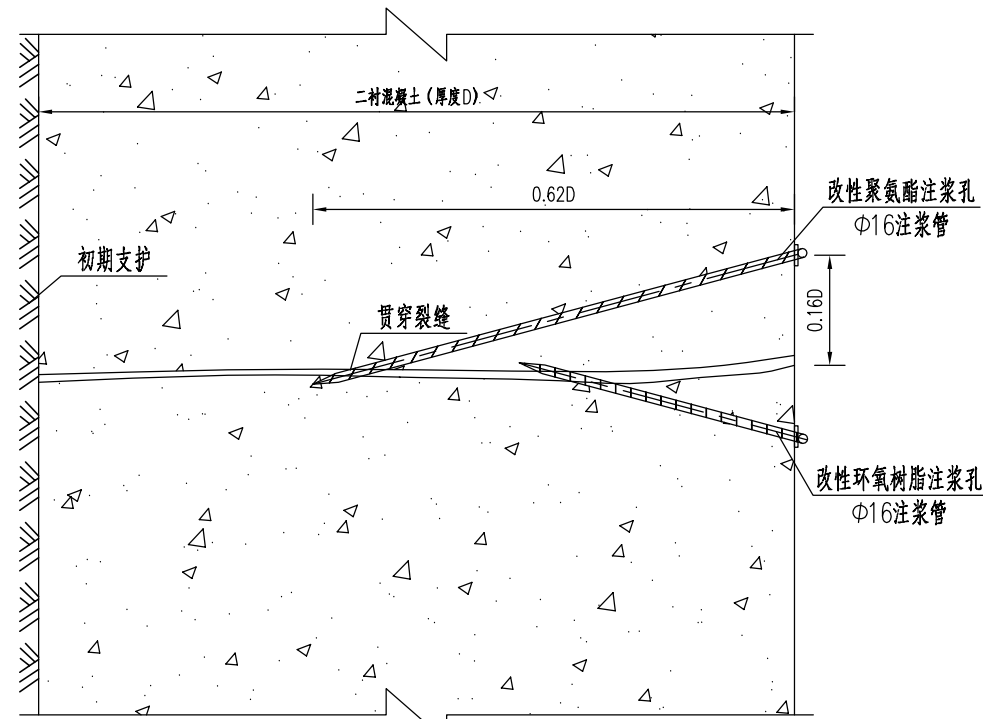 二衬混凝土(厚度D)
0.62D
改性聚氨酯注浆孔
Φ16注浆管
初期支护
0.16D
贯穿裂缝
改性环氧树脂注浆孔
Φ16注浆管